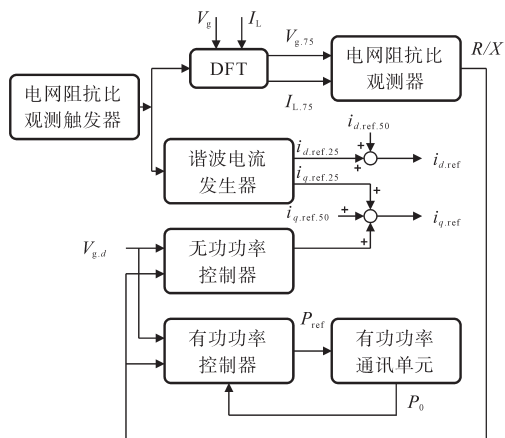 V_g I_L
V_g.75
DFT
I_L.75
电网阻抗比
观测器
R/X
电网阻抗比
观测触发器
i_d.ref.50
谐波电流
发生器
i_d.ref.25
+
+
i_d.ref
i_q.ref.25
+
i_q.ref.50
+
i_q.ref
+
V_g.d
无功功率
控制器
有功功率
控制器
P_ref
有功功率
通讯单元
P_0